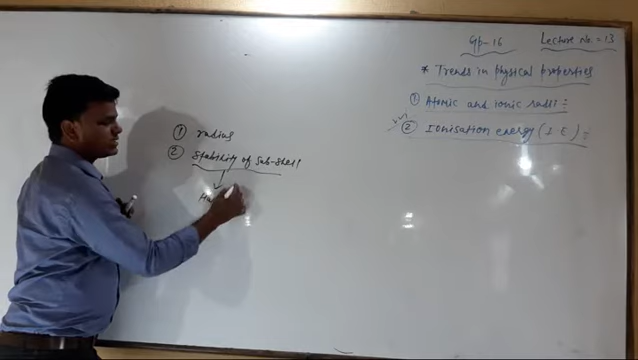 Gp-16 Lecture No = 13
* Trends in physical properties
① Atomic and ionic radii :
② Ionisation energy (I E) :
① radius
② Stability of Sub-shell